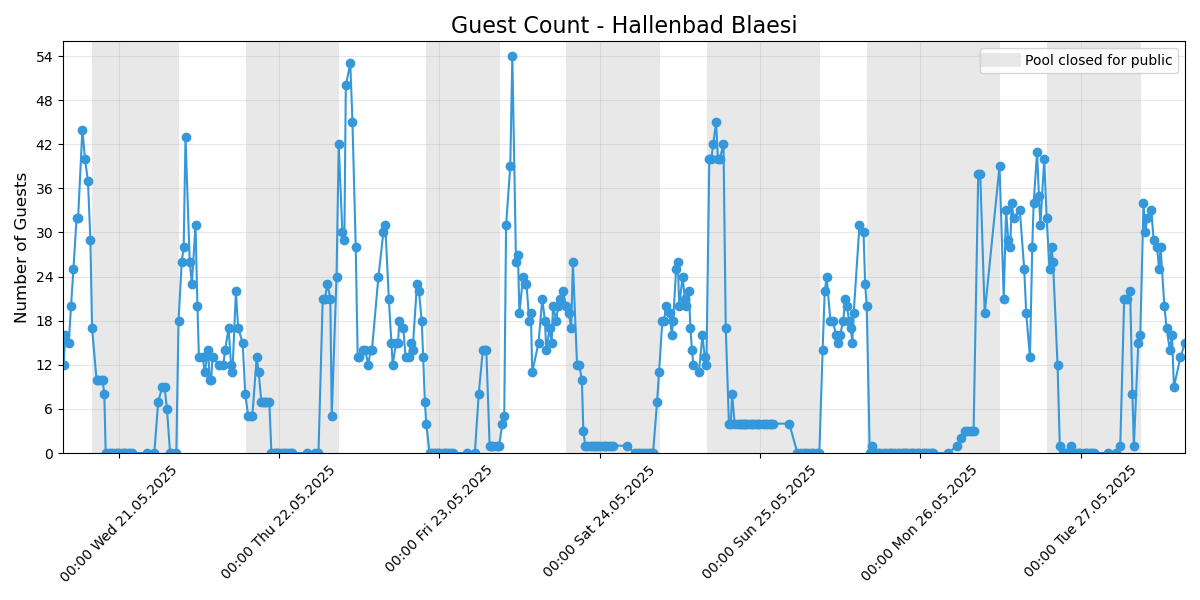 Guest Count - Hallenbad Blaesi
Pool closed for public
Number of Guests
54
48
42
36
30
24
18
12
6
0
00:00 Wed 21.05.2025
00:00 Thu 22.05.2025
00:00 Fri 23.05.2025
00:00 Sat 24.05.2025
00:00 Sun 25.05.2025
00:00 Mon 26.05.2025
00:00 Tue 27.05.2025